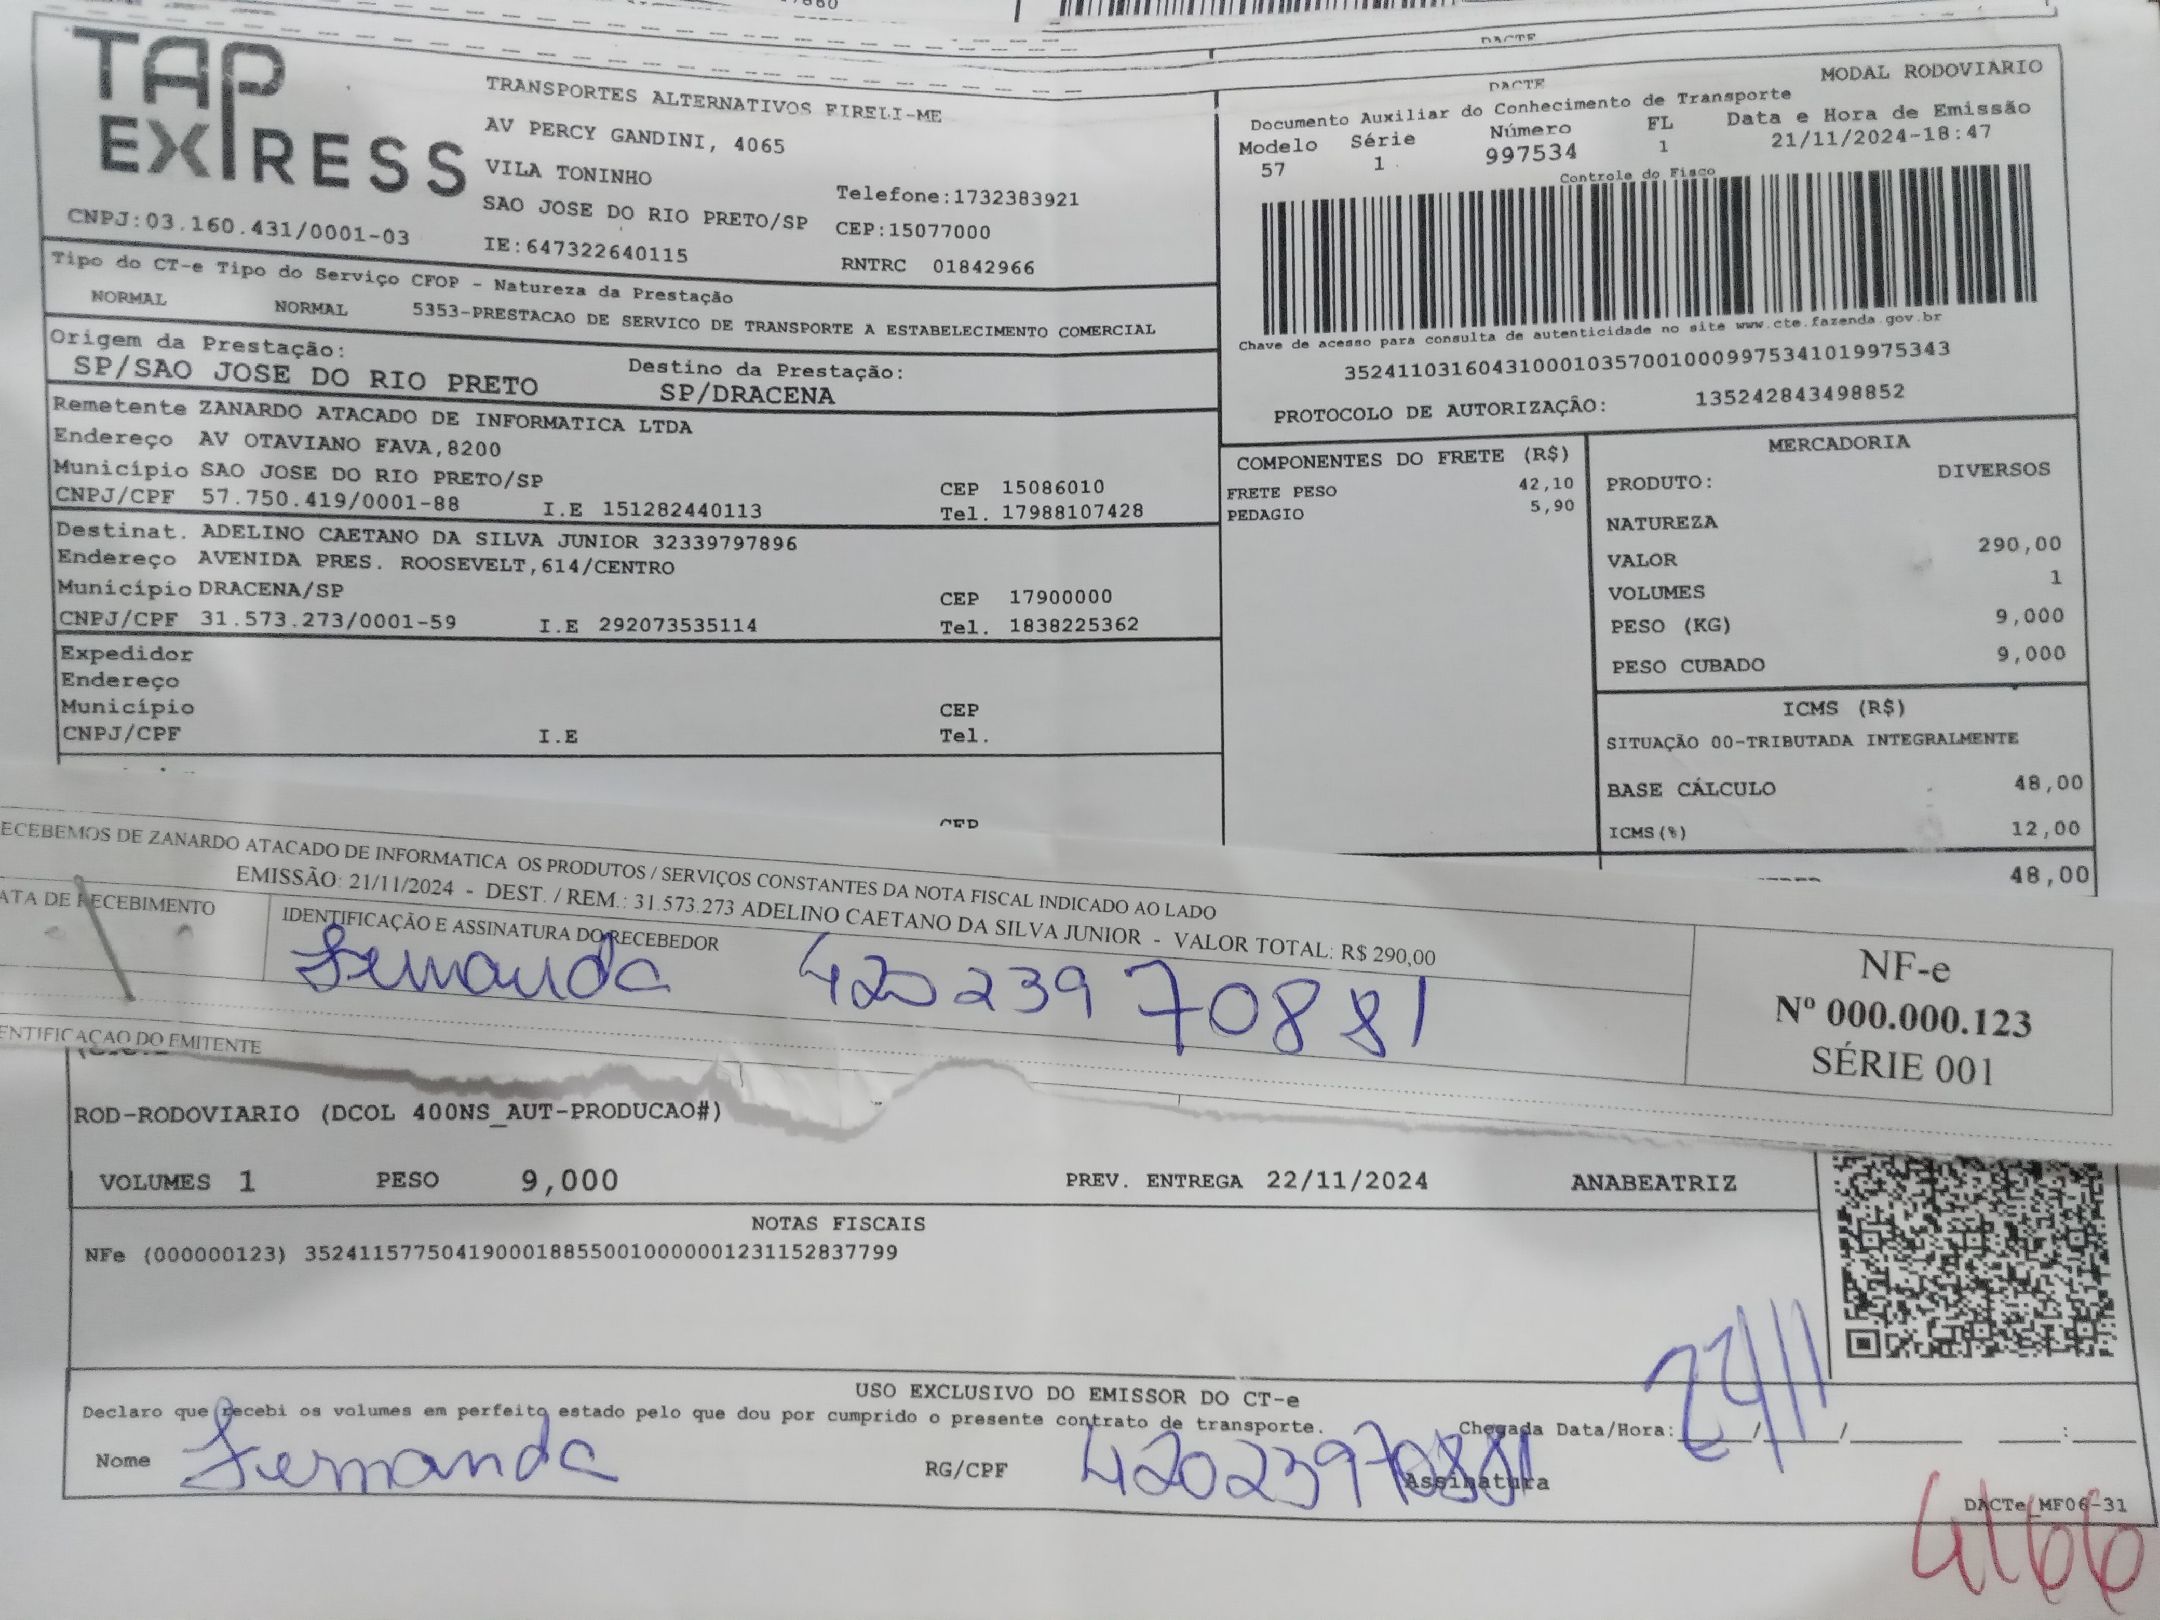 TAP
EXPRESS
CNPJ:03.160.431/0001-03
TRANSPORTES ALTERNATIVOS EIRELI-ME
AV PERCY GANDINI, 4065
VILA TONINHO
SAO JOSE DO RIO PRETO/SP
IE:647322640115
Telefone:1732383921
CEP:15077000
RNTRC 01842966
DACTE
DACTE
MODAL RODOVIARIO
Documento Auxiliar do Conhecimento de Transporte
Modelo Série Número FL Data e Hora de Emissão
57 1 997534 1 21/11/2024-18:47
Controle do Fisco
Chave de acesso para consulta de autenticidade no site www.cte.fazenda.gov.br
35241103160431000103570010009975341019975343
PROTOCOLO DE AUTORIZAÇÃO: 135242843498852
Tipo do CT-e Tipo do Serviço CFOP - Natureza da Prestação
NORMAL NORMAL 5353-PRESTACAO DE SERVICO DE TRANSPORTE A ESTABELECIMENTO COMERCIAL
Origem da Prestação: Destino da Prestação:
SP/SAO JOSE DO RIO PRETO SP/DRACENA
Remetente ZANARDO ATACADO DE INFORMATICA LTDA
Endereço AV OTAVIANO FAVA,8200
Município SAO JOSE DO RIO PRETO/SP CEP 15086010
CNPJ/CPF 57.750.419/0001-88 I.E 151282440113 Tel. 17988107428
Destinat. ADELINO CAETANO DA SILVA JUNIOR 32339797896
Endereço AVENIDA PRES. ROOSEVELT,614/CENTRO
Município DRACENA/SP CEP 17900000
CNPJ/CPF 31.573.273/0001-59 I.E 292073535114 Tel. 1838225362
Expedidor
Endereço
Município CEP
CNPJ/CPF I.E Tel.
CEP
COMPONENTES DO FRETE (R$)
FRETE PESO 42,10
PEDAGIO 5,90
MERCADORIA
PRODUTO: DIVERSOS
NATUREZA
VALOR 290,00
VOLUMES 1
PESO (KG) 9,000
PESO CUBADO 9,000
ICMS (R$)
SITUAÇÃO 00-TRIBUTADA INTEGRALMENTE
BASE CÁLCULO 48,00
ICMS(%) 12,00
48,00
ECEBEMOS DE ZANARDO ATACADO DE INFORMATICA OS PRODUTOS / SERVIÇOS CONSTANTES DA NOTA FISCAL INDICADO AO LADO
EMISSÃO: 21/11/2024 - DEST. / REM.: 31.573.273 ADELINO CAETANO DA SILVA JUNIOR - VALOR TOTAL: R$ 290,00
ATA DE RECEBIMENTO IDENTIFICAÇÃO E ASSINATURA DO RECEBEDOR
Fernanda 42023970881
NF-e
Nº 000.000.123
SÉRIE 001
ENTIFICAÇAO DO EMITENTE
ROD-RODOVIARIO (DCOL 400NS_AUT-PRODUCAO#)
VOLUMES 1 PESO 9,000 PREV. ENTREGA 22/11/2024 ANABEATRIZ
NOTAS FISCAIS
NFe (000000123) 35241157750419000188550010000001231152837799
USO EXCLUSIVO DO EMISSOR DO CT-e
Declaro que recebi os volumes em perfeito estado pelo que dou por cumprido o presente contrato de transporte.
Chegada Data/Hora: 22/11
Nome Fernanda RG/CPF 42023970881 Assinatura
DACTe_MF06-31
4166